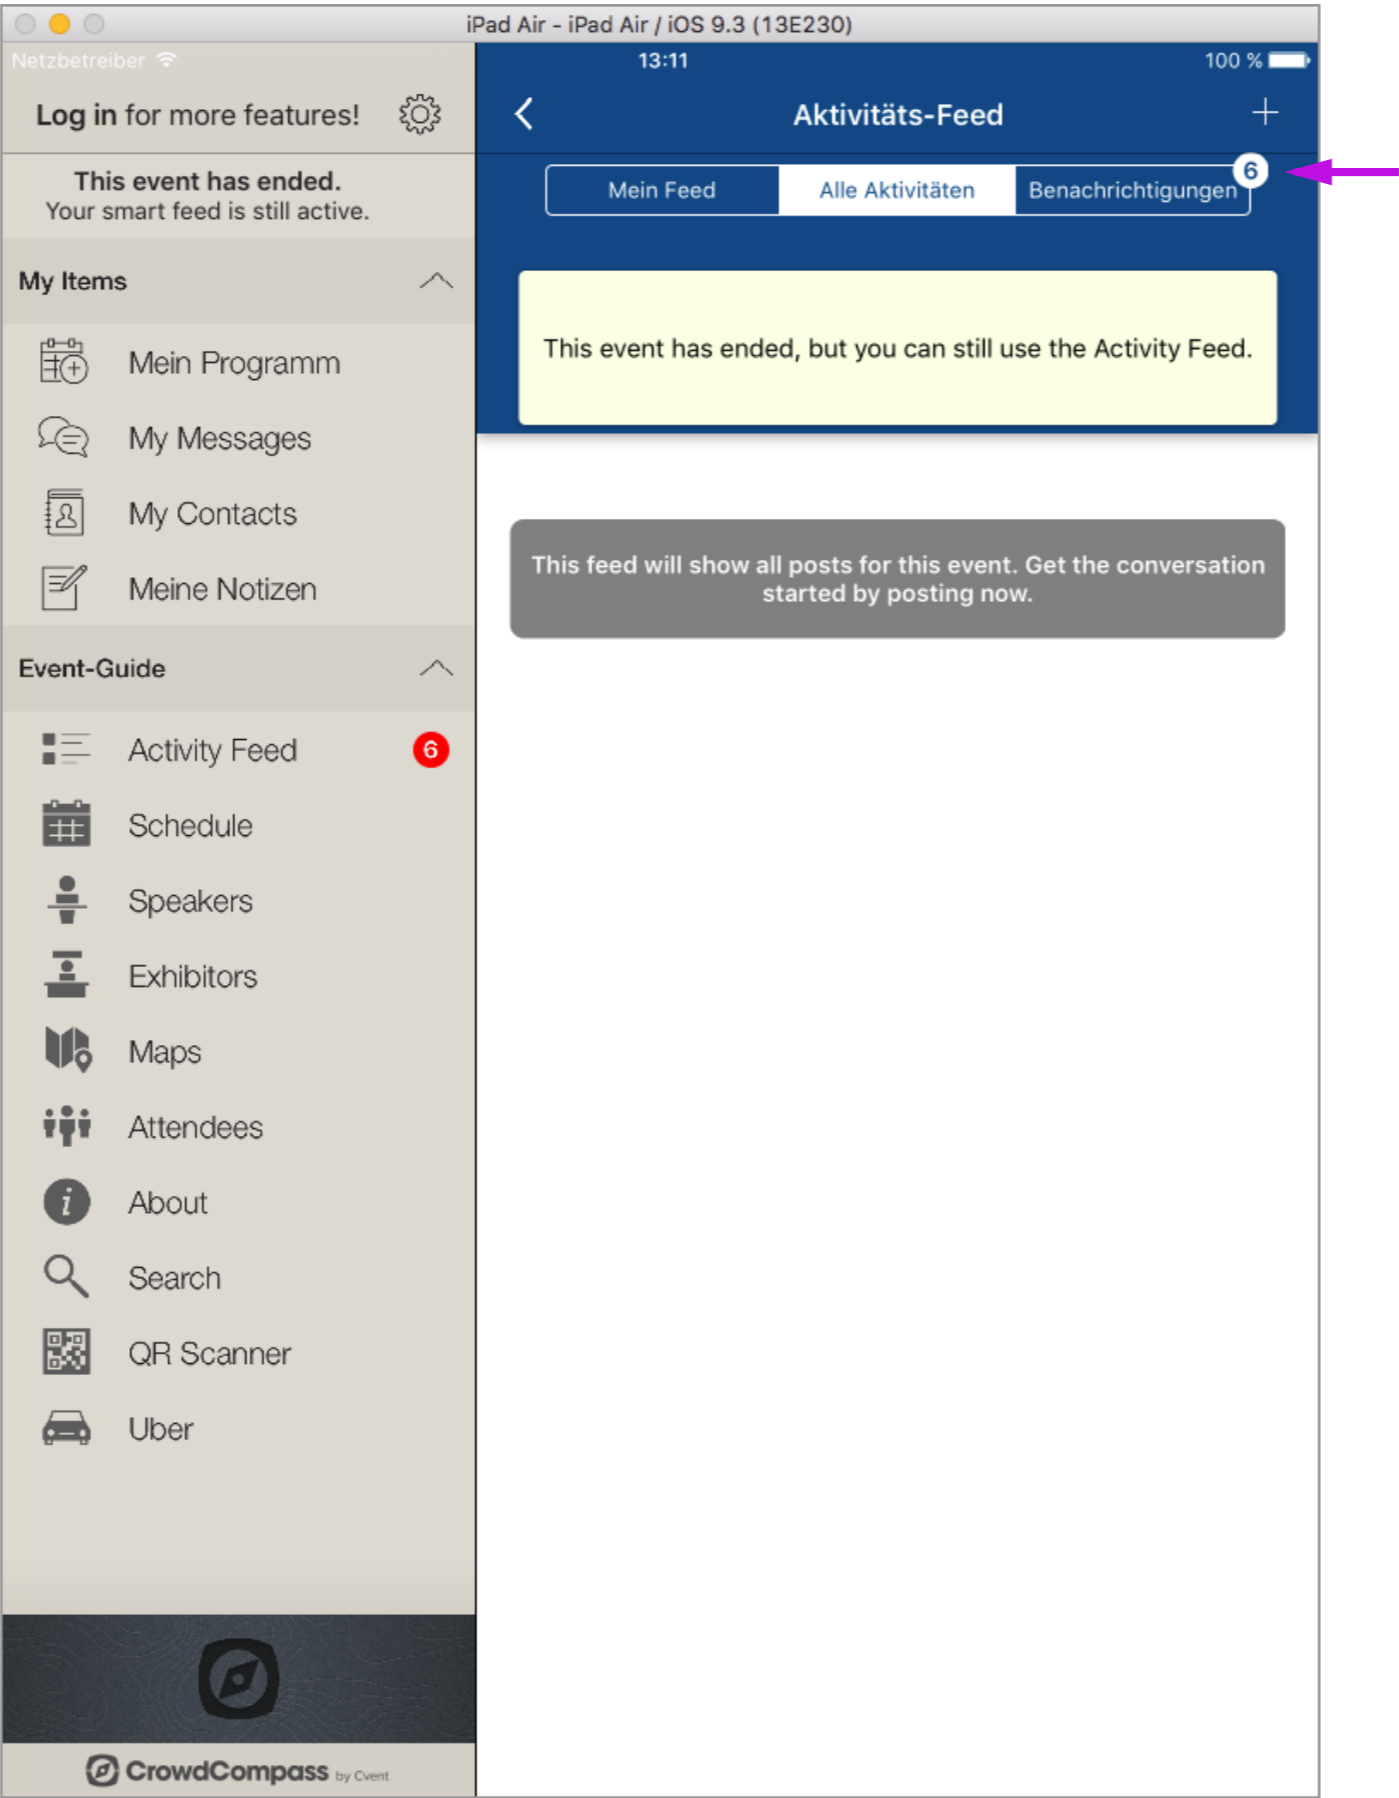 iPad Air - iPad Air / iOS 9.3 (13E230)
Netzbetreiber
13:11
100 %
Log in for more features!
Aktivitäts-Feed
This event has ended.
Your smart feed is still active.
Mein Feed
Alle Aktivitäten
Benachrichtigungen
6
This event has ended, but you can still use the Activity Feed.
This feed will show all posts for this event. Get the conversation
started by posting now.
My Items
Mein Programm
My Messages
My Contacts
Meine Notizen
Event-Guide
Activity Feed
6
Schedule
Speakers
Exhibitors
Maps
Attendees
About
Search
QR Scanner
Uber
CrowdCompass by Cvent